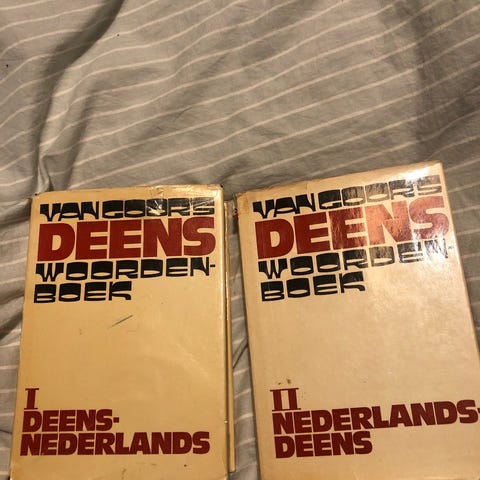 VAN GOORS
DEENS
WOORDEN-
BOEK
I
DEENS-
NEDERLANDS
VAN GOORS
DEENS
WOORDEN-
BOEK
II
NEDERLANDS-
DEENS